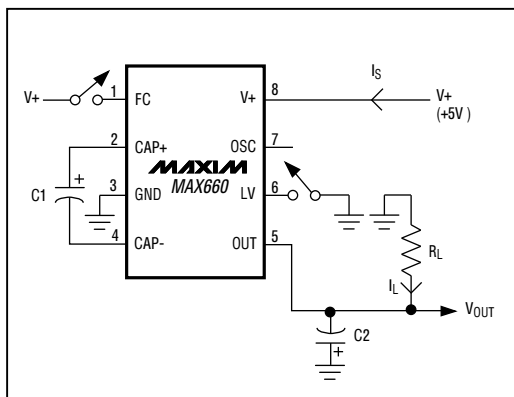 I_S
V+ 1 FC V+ 8 V+
(+5V )
2 CAP+ OSC 7
MAXIM
MAX660
C1 + 3 GND LV 6
4 CAP- OUT 5
R_L
I_L
V_OUT
C2
+